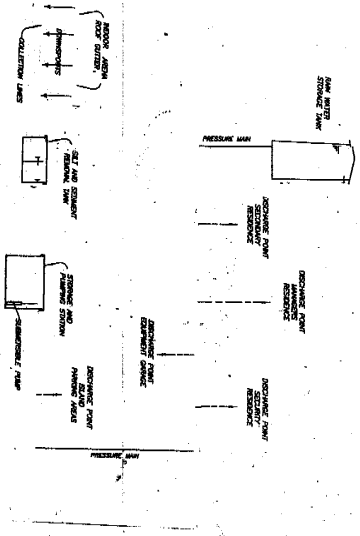 INDOOR ARENA
ROOF GUTTER,
DOWNSPOUTS
COLLECTION LINES
SILT AND SEDIMENT
REMOVAL TANK
STORAGE AND
PUMPING STATION
SUBMERSIBLE PUMP
DISCHARGE POINT
ISLAND
PARKING AREAS
RAW WATER
STORAGE TANK
PRESSURE MAIN
DISCHARGE POINT
SECONDARY
RESIDENCE
DISCHARGE POINT
MANAGERS
RESIDENCE
DISCHARGE POINT
EQUIPMENT GARAGE
DISCHARGE POINT
SECURITY
RESIDENCE
PRESSURE MAIN